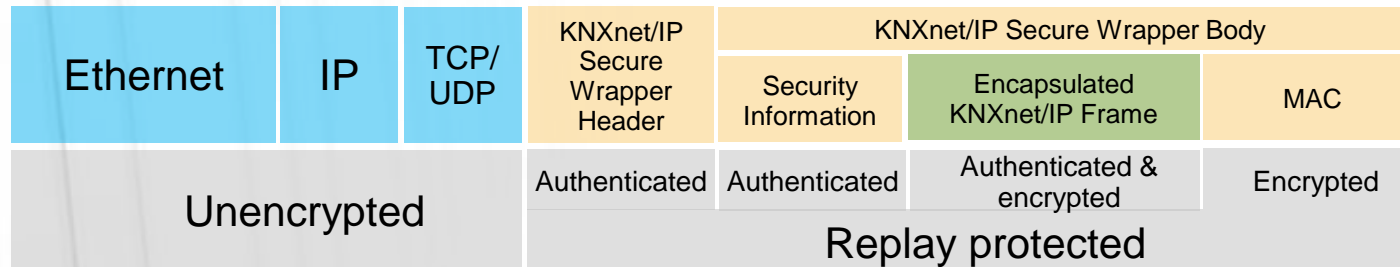 Ethernet
IP
TCP/
UDP
KNXnet/IP
Secure
Wrapper
Header
KNXnet/IP Secure Wrapper Body
Security
Information
Encapsulated
KNXnet/IP Frame
MAC
Unencrypted
Authenticated
Authenticated
Authenticated &
encrypted
Encrypted
Replay protected